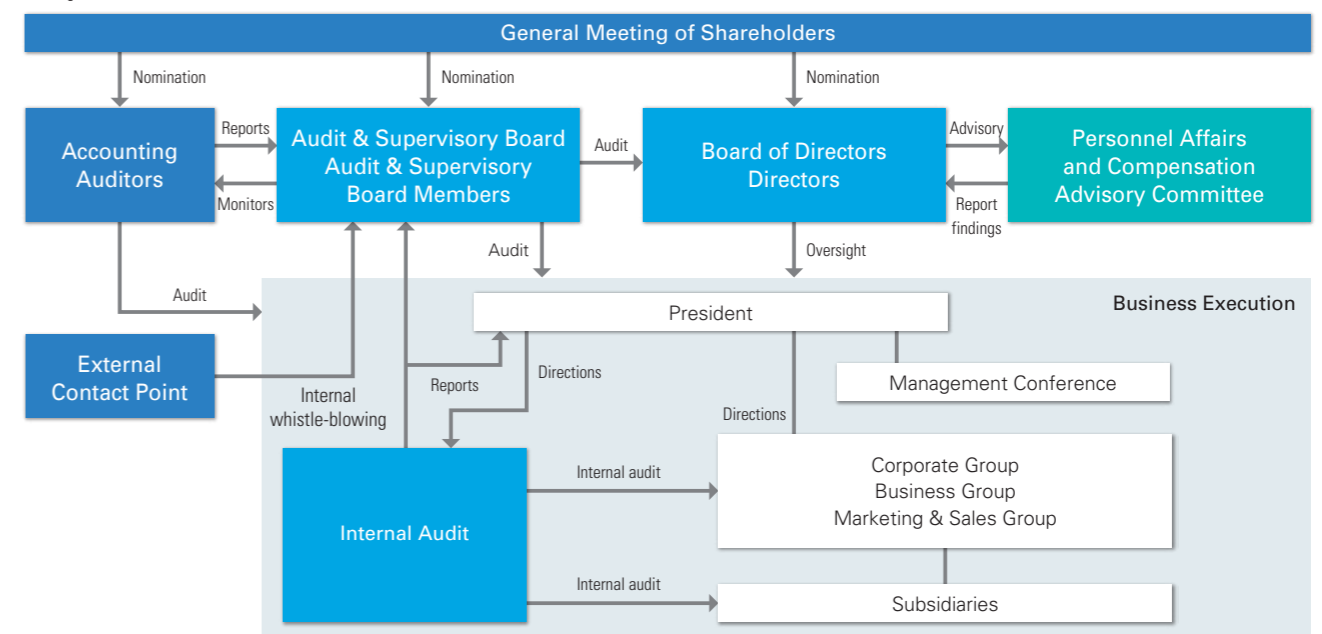 General Meeting of Shareholders
Nomination
Nomination
Nomination
Accounting
Auditors
Reports
Monitors
Audit & Supervisory Board
Audit & Supervisory
Board Members
Audit
Board of Directors
Directors
Advisory
Report
findings
Personnel Affairs
and Compensation
Advisory Committee
Audit
Audit
Oversight
Business Execution
President
External
Contact Point
Internal
whistle-blowing
Reports
Directions
Directions
Management Conference
Internal Audit
Internal audit
Corporate Group
Business Group
Marketing & Sales Group
Internal audit
Subsidiaries